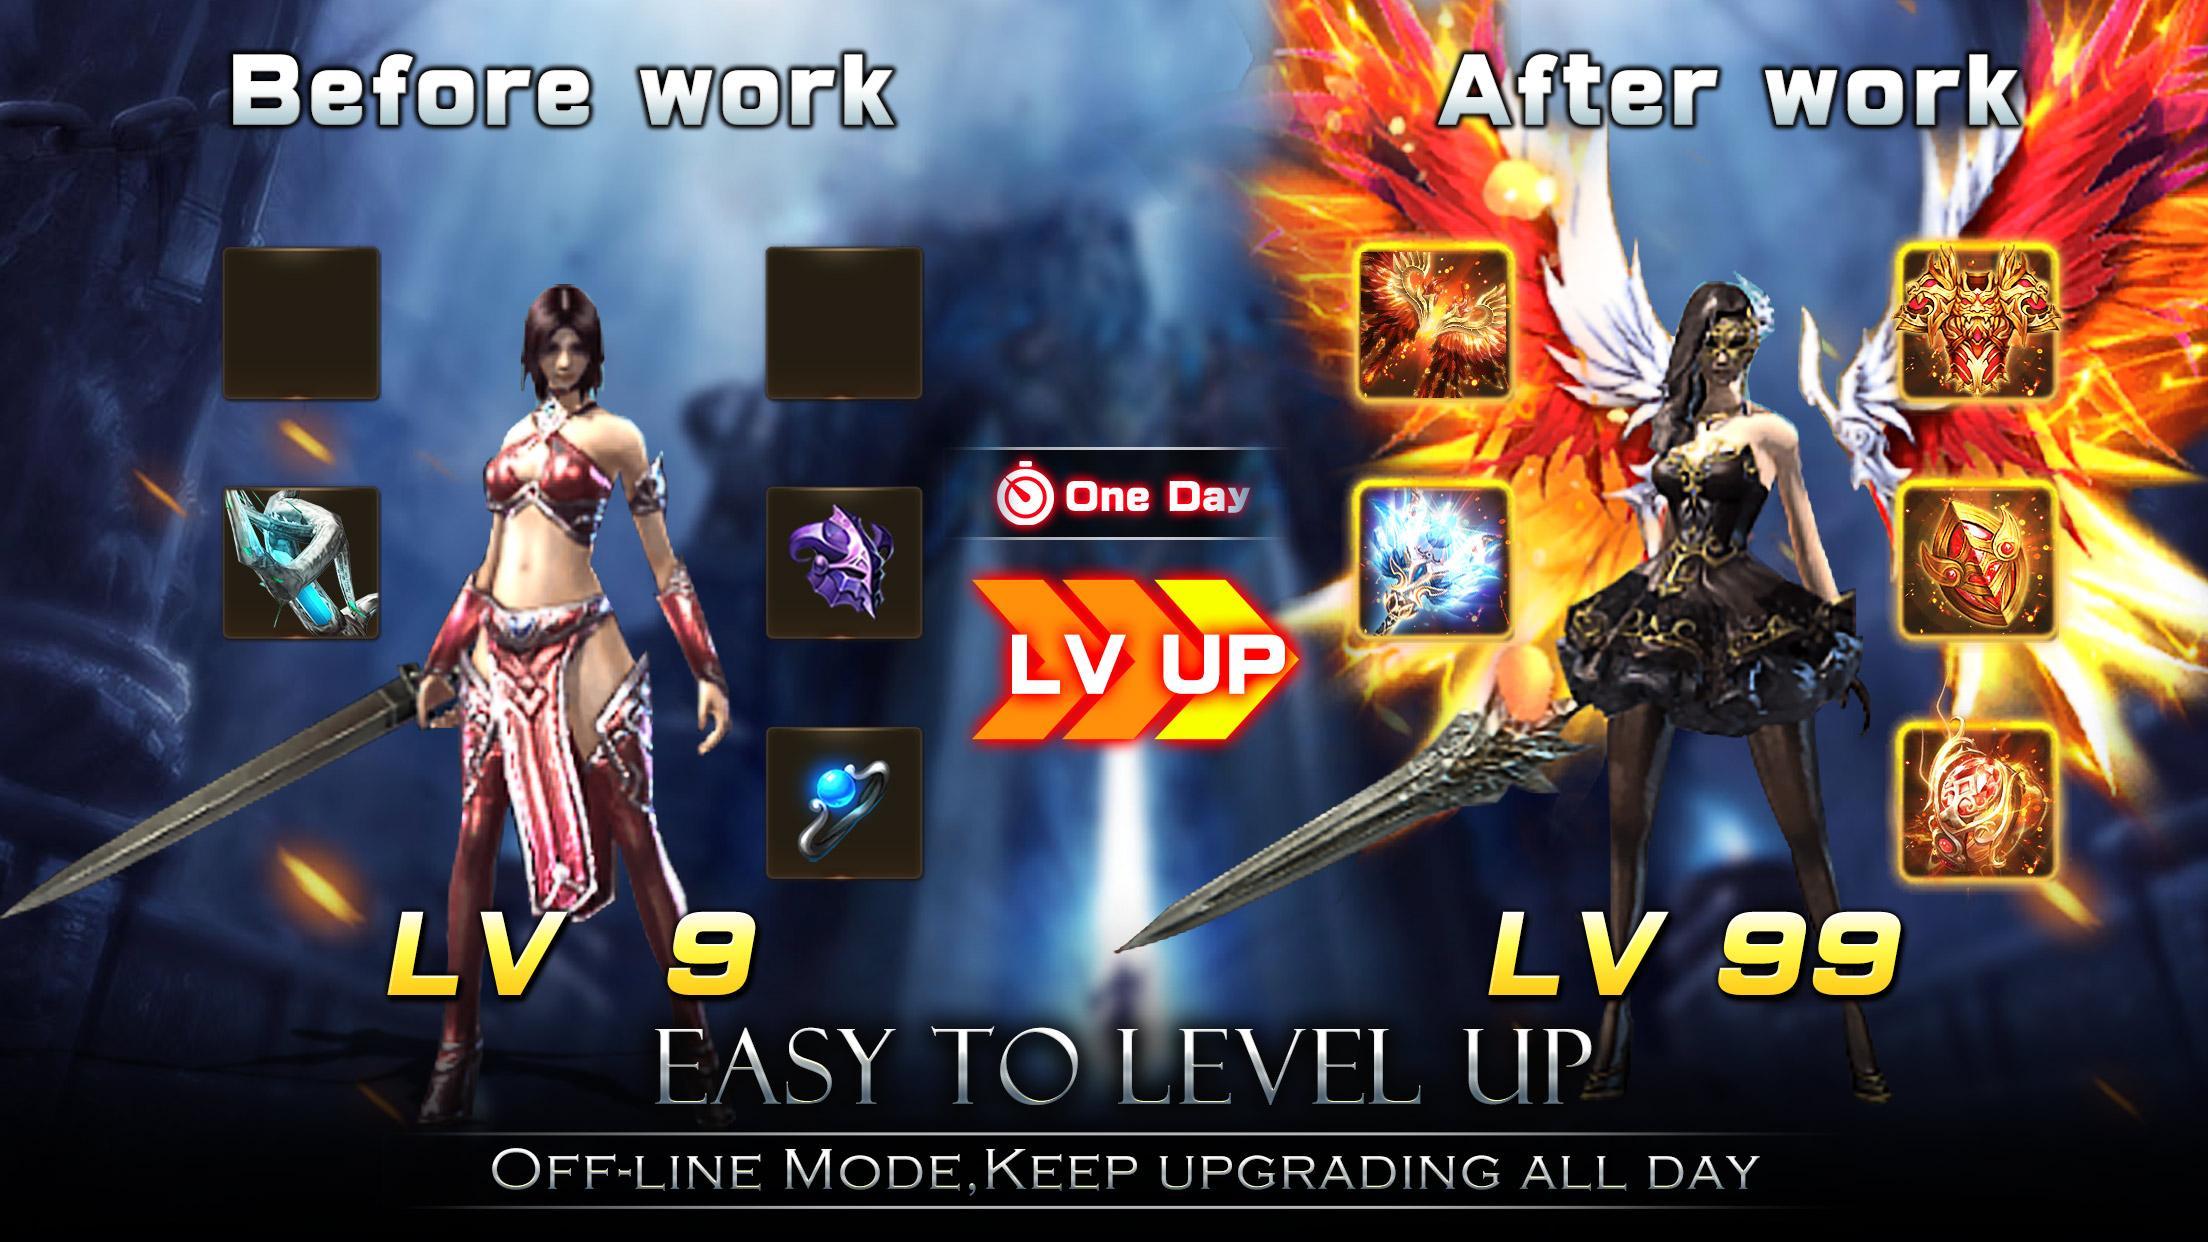 Before work
After work
One Day
LV UP
LV 9
LV 99
EASY TO LEVEL UP
OFF-LINE MODE,KEEP UPGRADING ALL DAY